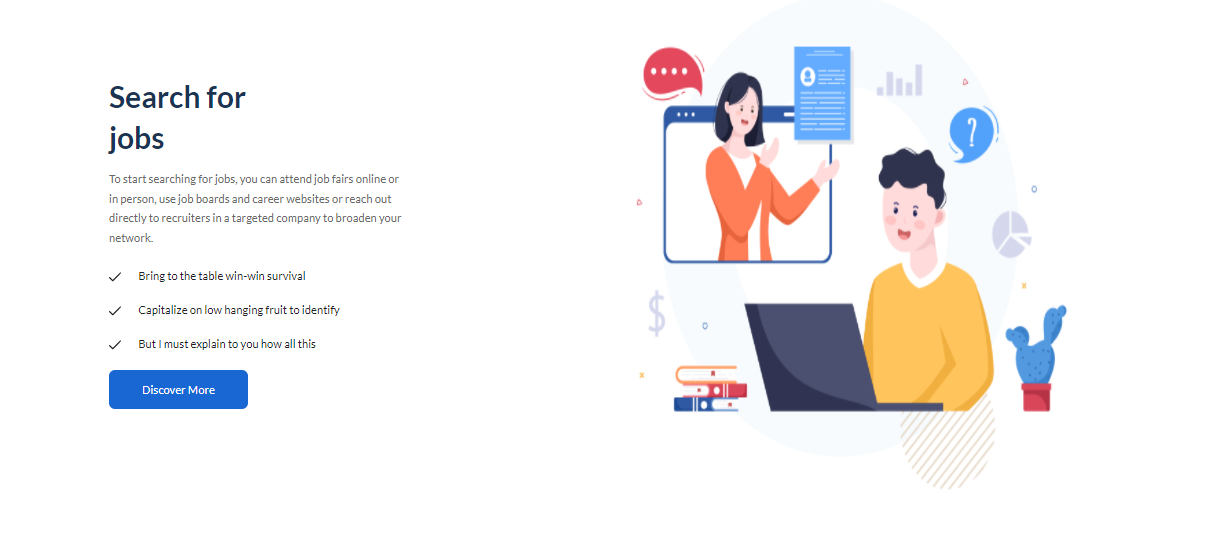 Search for
jobs
To start searching for jobs, you can attend job fairs online or
in person, use job boards and career websites or reach out
directly to recruiters in a targeted company to broaden your
network.
Bring to the table win-win survival
Capitalize on low hanging fruit to identify
But I must explain to you how all this
Discover More